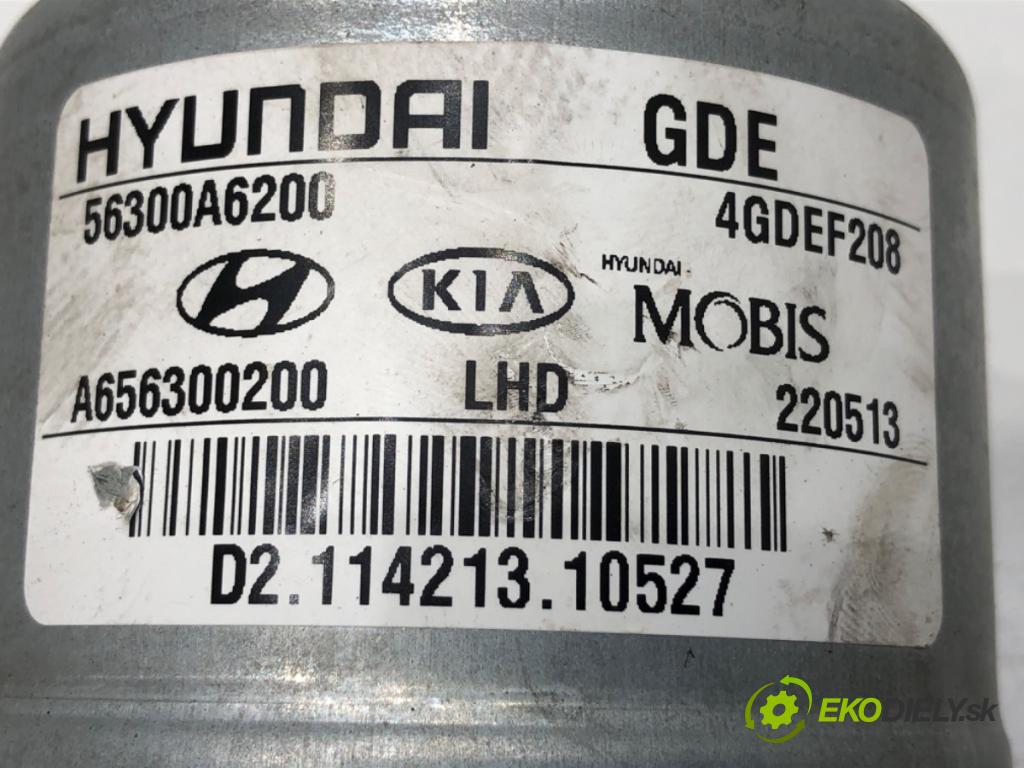 HYUNDAI GDE
56300A6200 4GDEF208
KIA HYUNDAI
MOBIS
A656300200 LHD 220513
D2.114213.10527
EKODIELY.sk